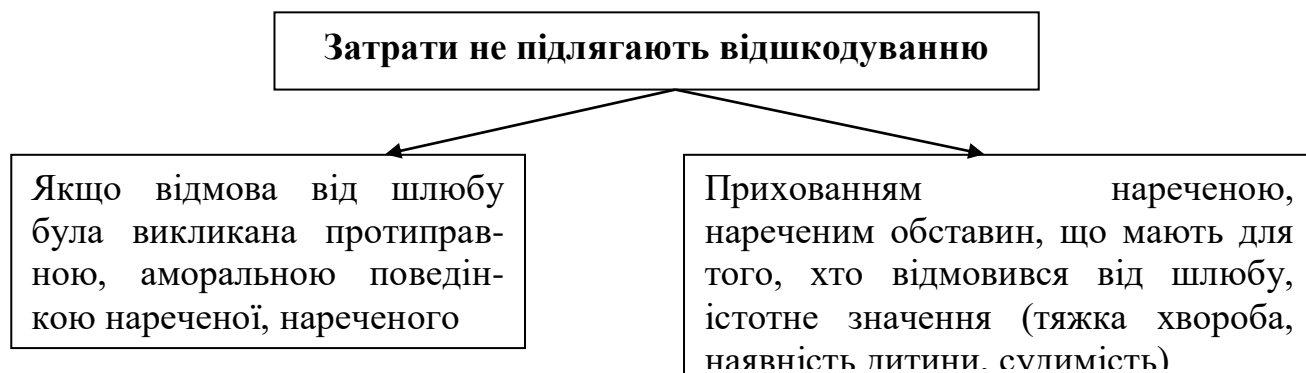 Затрати не підлягають відшкодуванню
Якщо відмова від шлюбу
була викликана протиправ-
ною, аморальною поведін-
кою нареченої, нареченого
Прихованням нареченою,
нареченим обставин, що мають для
того, хто відмовився від шлюбу,
істотне значення (тяжка хвороба,
наявність дитини, судимість)